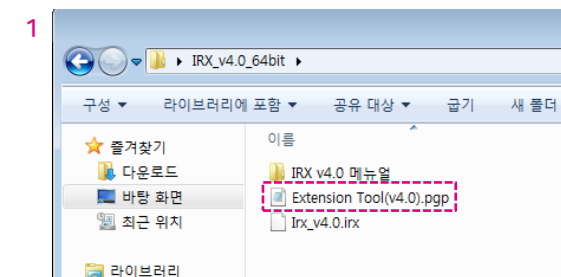 1
IRX_v4.0_64bit
구성 라이브러리에 포함 공유 대상 굽기 새 폴더
즐겨찾기
다운로드
바탕 화면
최근 위치
라이브러리
이름
IRX v4.0 메뉴얼
Extension Tool(v4.0).pgp
Irx_v4.0.irx